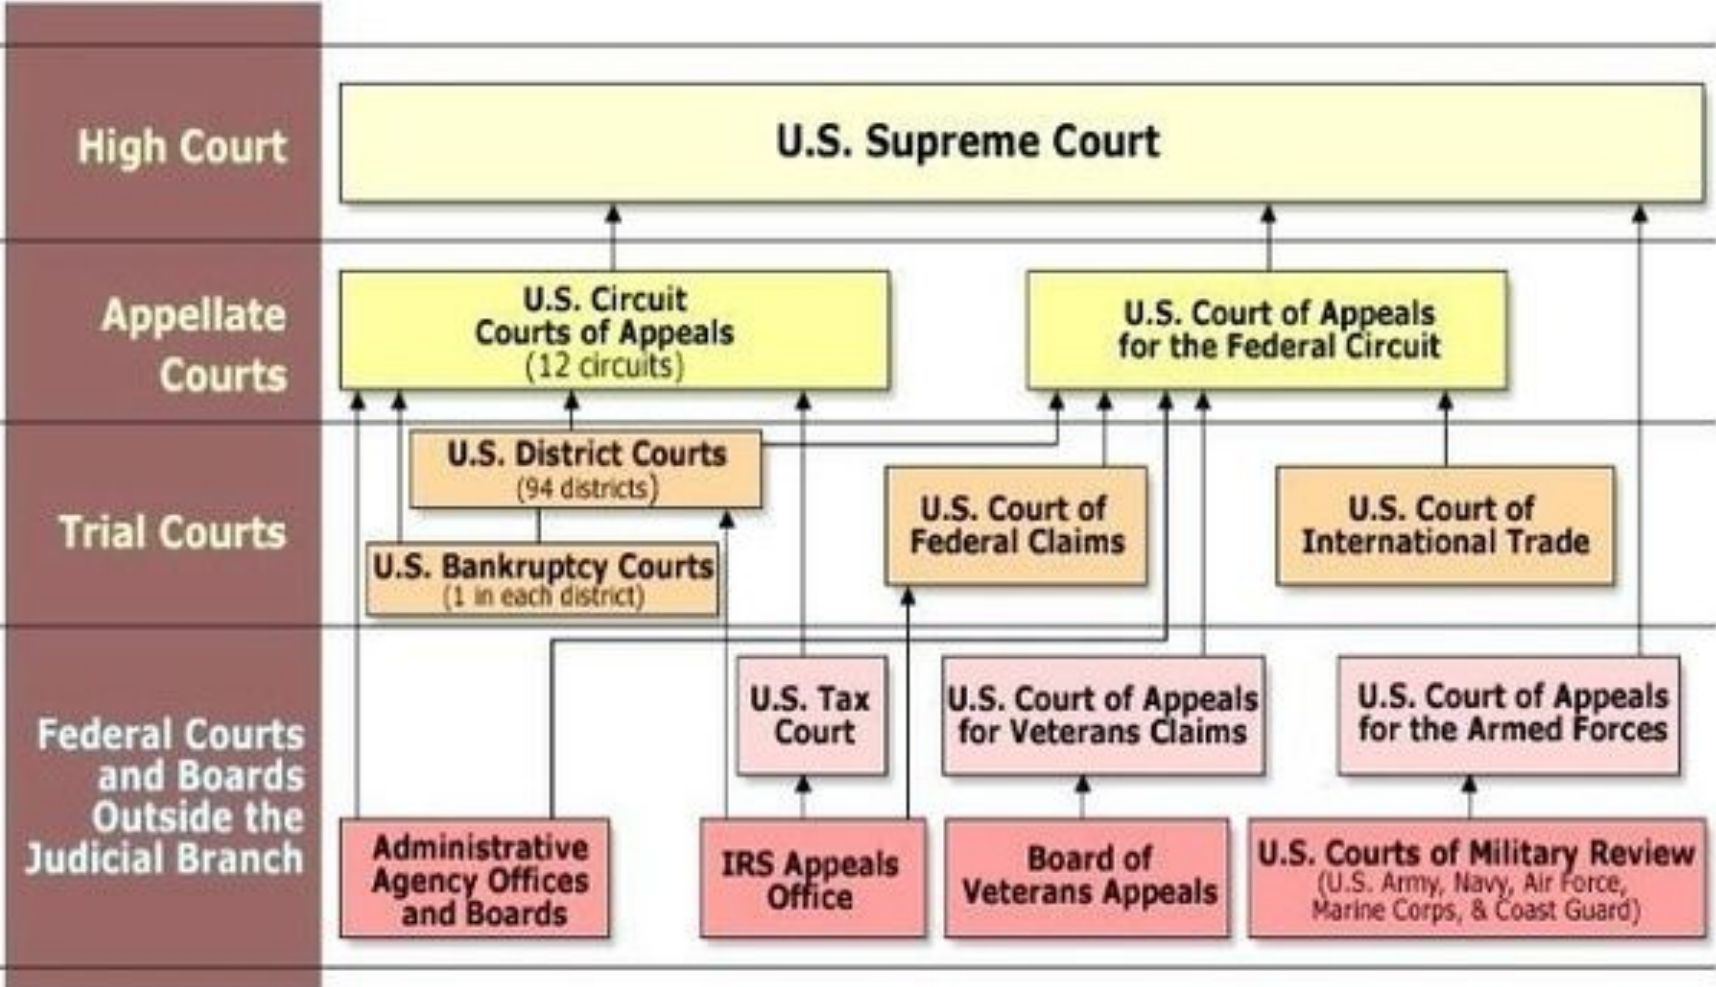 High Court
U.S. Supreme Court
Appellate
Courts
U.S. Circuit
Courts of Appeals
(12 circuits)
U.S. Court of Appeals
for the Federal Circuit
Trial Courts
U.S. District Courts
(94 districts)
U.S. Bankruptcy Courts
(1 in each district)
U.S. Court of
Federal Claims
U.S. Court of
International Trade
Federal Courts
and Boards
Outside the
Judicial Branch
U.S. Tax
Court
U.S. Court of Appeals
for Veterans Claims
U.S. Court of Appeals
for the Armed Forces
Administrative
Agency Offices
and Boards
IRS Appeals
Office
Board of
Veterans Appeals
U.S. Courts of Military Review
(U.S. Army, Navy, Air Force,
Marine Corps, & Coast Guard)